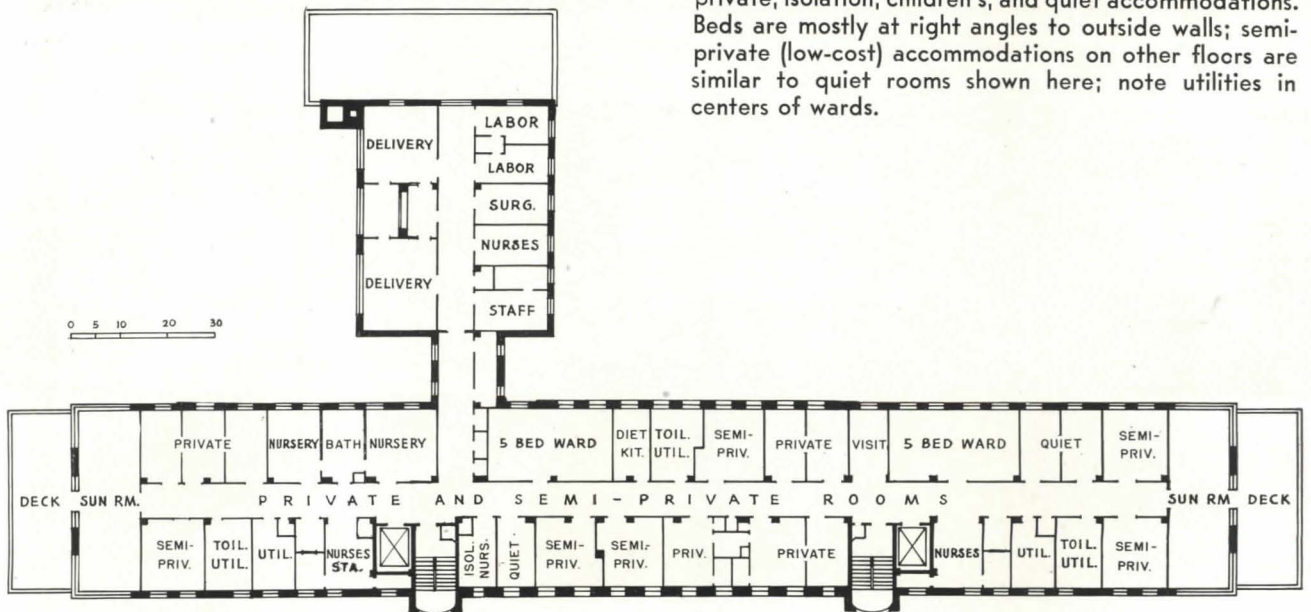 private, isolation, children's, and quiet accommodations.
Beds are mostly at right angles to outside walls; semi-
private (low-cost) accommodations on other floors are
similar to quiet rooms shown here; note utilities in
centers of wards.
DELIVERY
LABOR
LABOR
SURG.
NURSES
DELIVERY
STAFF
0 5 10 20 30
PRIVATE
NURSERY
BATH
NURSERY
5 BED WARD
DIET
KIT.
TOIL.
UTIL.
SEMI-
PRIV.
PRIVATE
VISIT.
5 BED WARD
QUIET
SEMI-
PRIV.
DECK
SUN RM.
PRIVATE AND SEMI-PRIVATE ROOMS
SUN RM
DECK
SEMI-
PRIV.
TOIL.
UTIL.
UTIL.
NURSES
STA.
ISOL.
NURS.
QUIET
SEMI-
PRIV.
SEMI-
PRIV.
PRIV.
PRIVATE
NURSES
UTIL.
TOIL.
UTIL.
SEMI-
PRIV.